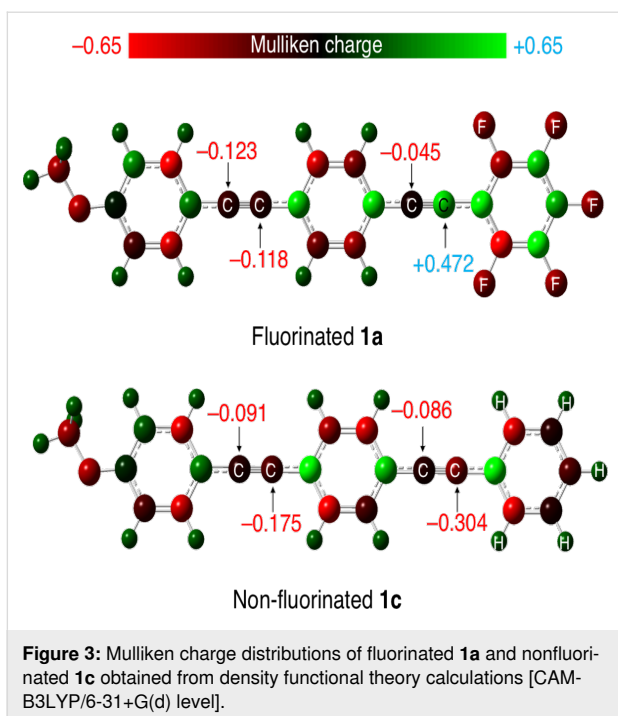 −0.65 Mulliken charge +0.65
F F
−0.123 −0.045
C C C C F
−0.118 +0.472
F F
Fluorinated 1a
H H
−0.091 −0.086
C C C C H
−0.175 −0.304
H H
Non-fluorinated 1c
Figure 3: Mulliken charge distributions of fluorinated 1a and nonfluori-
nated 1c obtained from density functional theory calculations [CAM-
B3LYP/6-31+G(d) level].